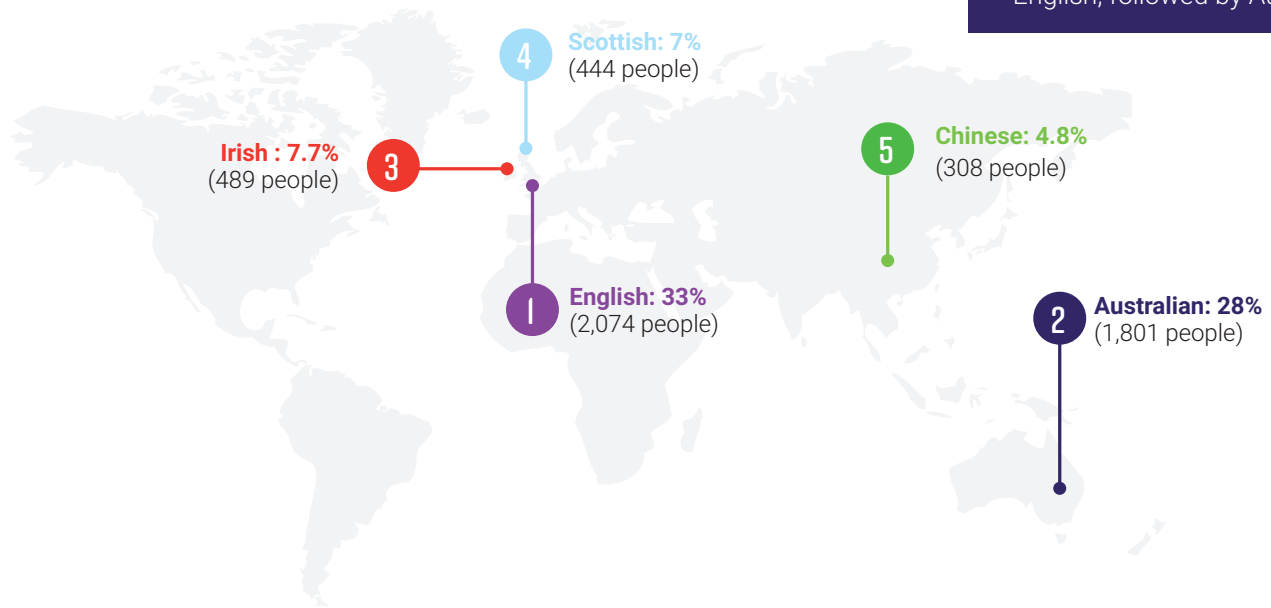 English, followed by
4
Scottish: 7%
(444 people)
Irish : 7.7%
(489 people)
3
5
Chinese: 4.8%
(308 people)
1
English: 33%
(2,074 people)
2
Australian: 28%
(1,801 people)